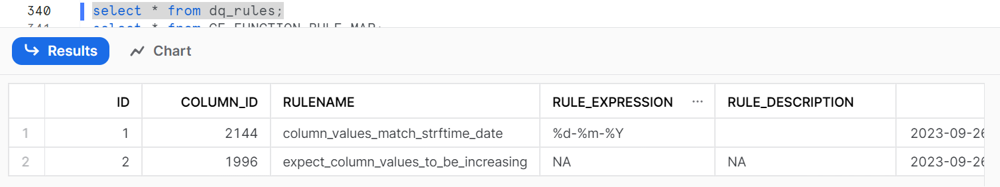 340 select * from dq_rules;
341 select * from GE_FUNCTION_RULE_MAP;
Results Chart
ID COLUMN_ID RULENAME RULE_EXPRESSION ... RULE_DESCRIPTION
1 1 2144 column_values_match_strftime_date %d-%m-%Y 2023-09-26
2 2 1996 expect_column_values_to_be_increasing NA NA 2023-09-26